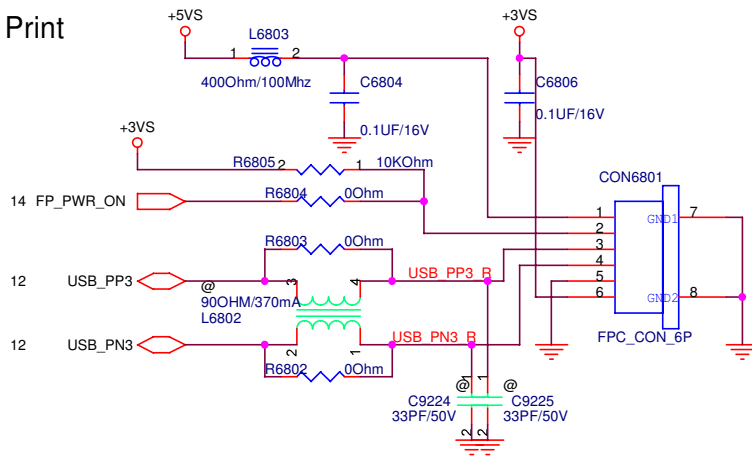 Print
+5VS
L6803
1
2
400Ohm/100Mhz
C6804
0.1UF/16V
+3VS
C6806
0.1UF/16V
+3VS
R6805
2
1
10KOhm
14
FP_PWR_ON
R6804
0Ohm
R6803
0Ohm
12
USB_PP3
@
90OHM/370mA
L6802
3
4
USB_PP3_R
12
USB_PN3
2
1
USB_PN3_R
R6802
0Ohm
@
1
1
@
C9224
33PF/50V
C9225
33PF/50V
2
2
CON6801
1
2
3
4
5
6
GND1
7
GND2
8
FPC_CON_6P